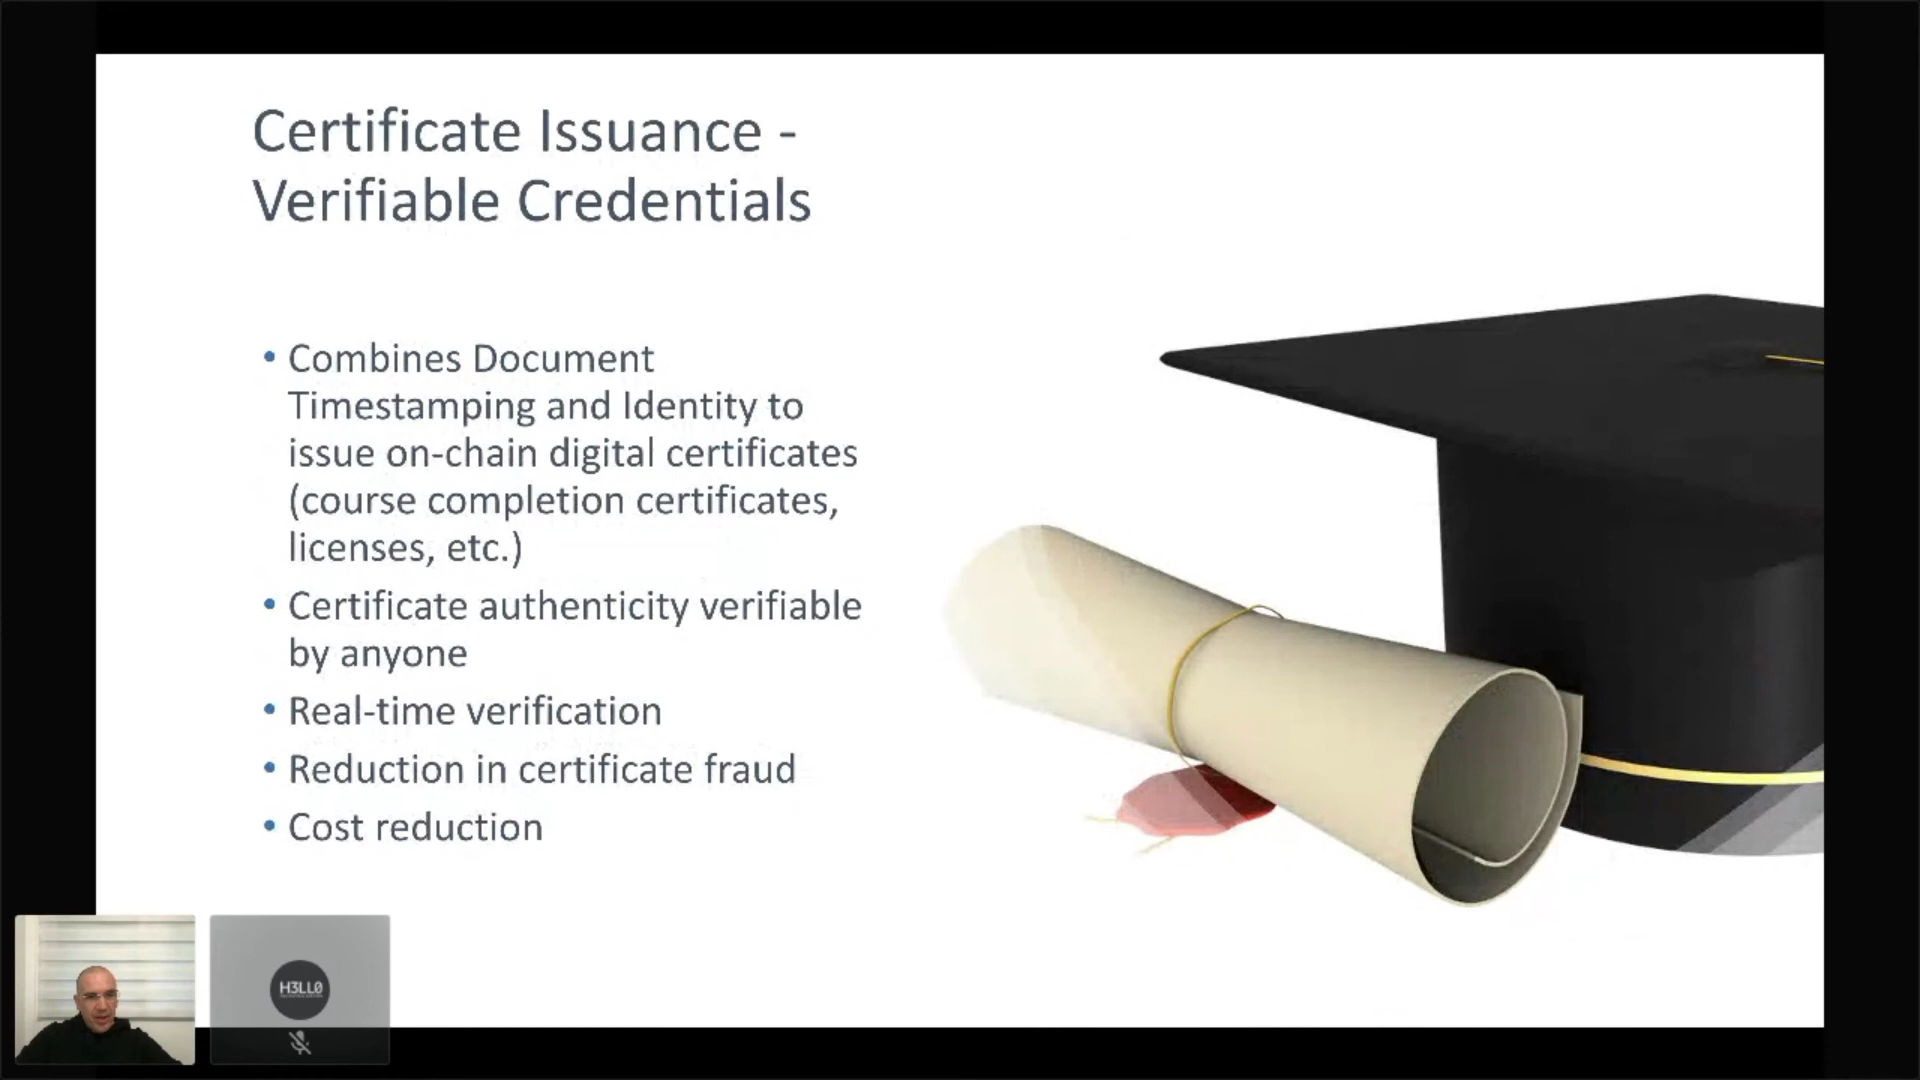 Certificate Issuance -
Verifiable Credentials
• Combines Document
Timestamping and Identity to
issue on-chain digital certificates
(course completion certificates,
licenses, etc.)
• Certificate authenticity verifiable
by anyone
• Real-time verification
• Reduction in certificate fraud
• Cost reduction
H3LL0